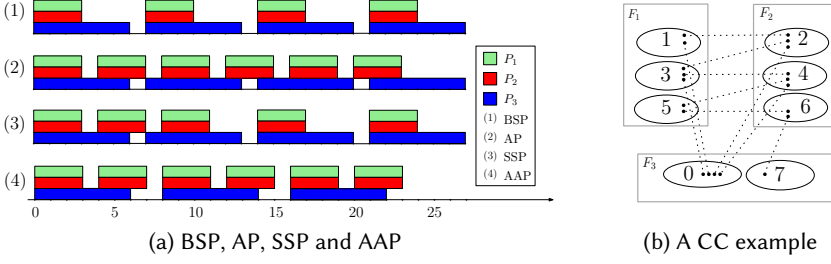 (1)
(2)
(3)
(4)
0 5 10 15 20 25
P1
P2
P3
(1) BSP
(2) AP
(3) SSP
(4) AAP
(a) BSP, AP, SSP and AAP
F1
F2
1
2
3
4
5
6
F3
0
7
(b) A CC example